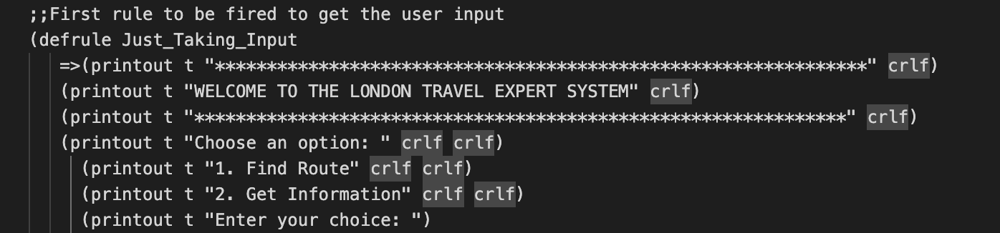 ;;First rule to be fired to get the user input
(defrule Just_Taking_Input
=>(printout t "***************************************************************" crlf)
(printout t "WELCOME TO THE LONDON TRAVEL EXPERT SYSTEM" crlf)
(printout t "***************************************************************" crlf)
(printout t "Choose an option: " crlf crlf)
(printout t "1. Find Route" crlf crlf)
(printout t "2. Get Information" crlf crlf)
(printout t "Enter your choice: ")